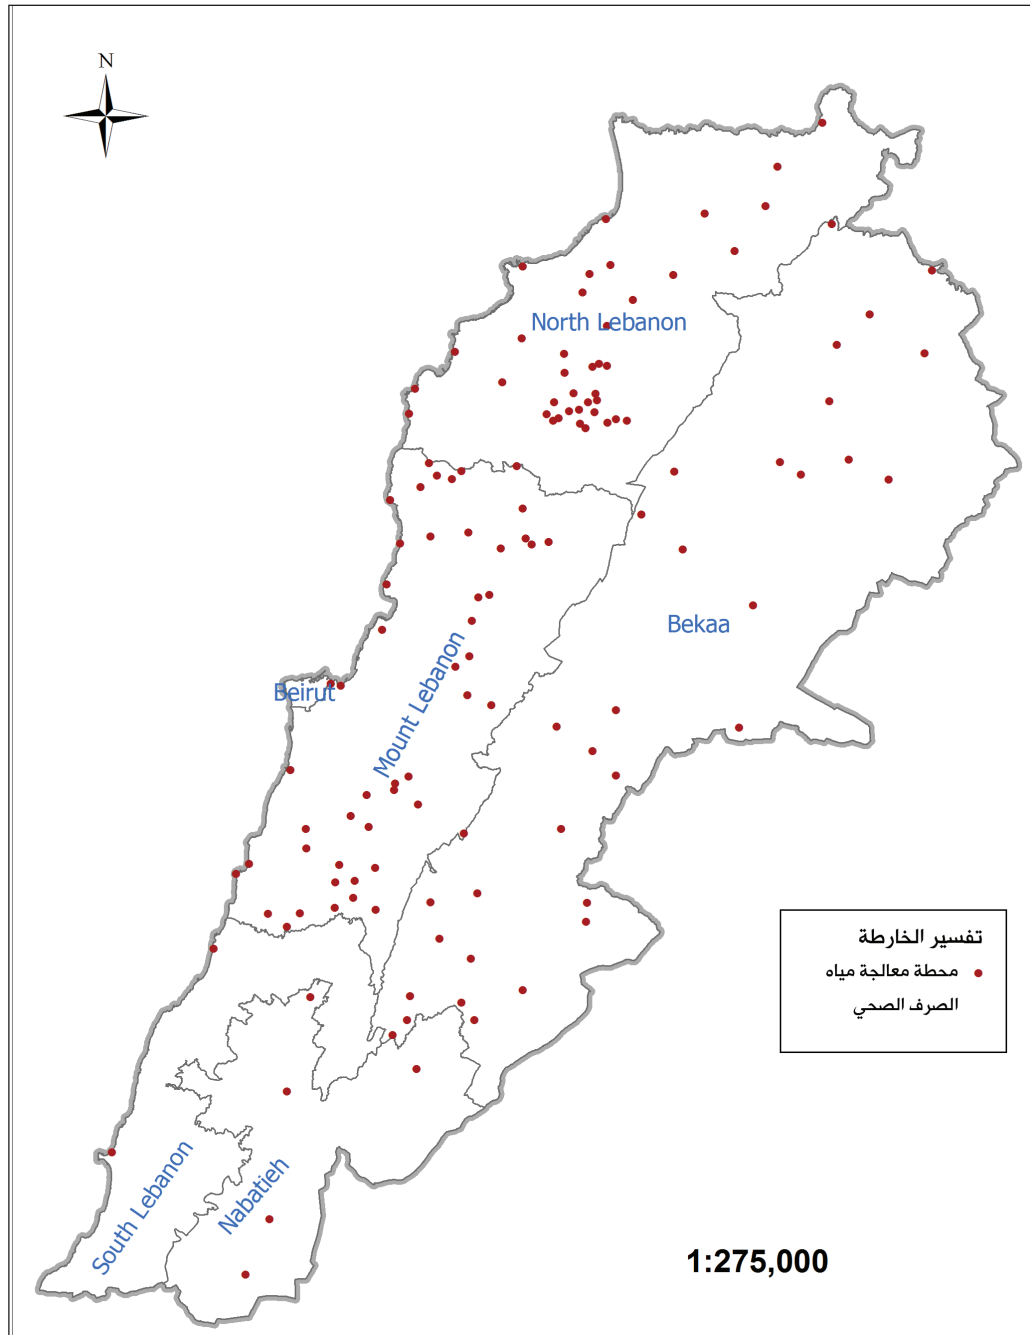 N
North Lebanon
Bekaa
Beirut
Mount Lebanon
تفسير الخارطة
محطة معالجة مياه
الصرف الصحي
South Lebanon
Nabatieh
1:275,000